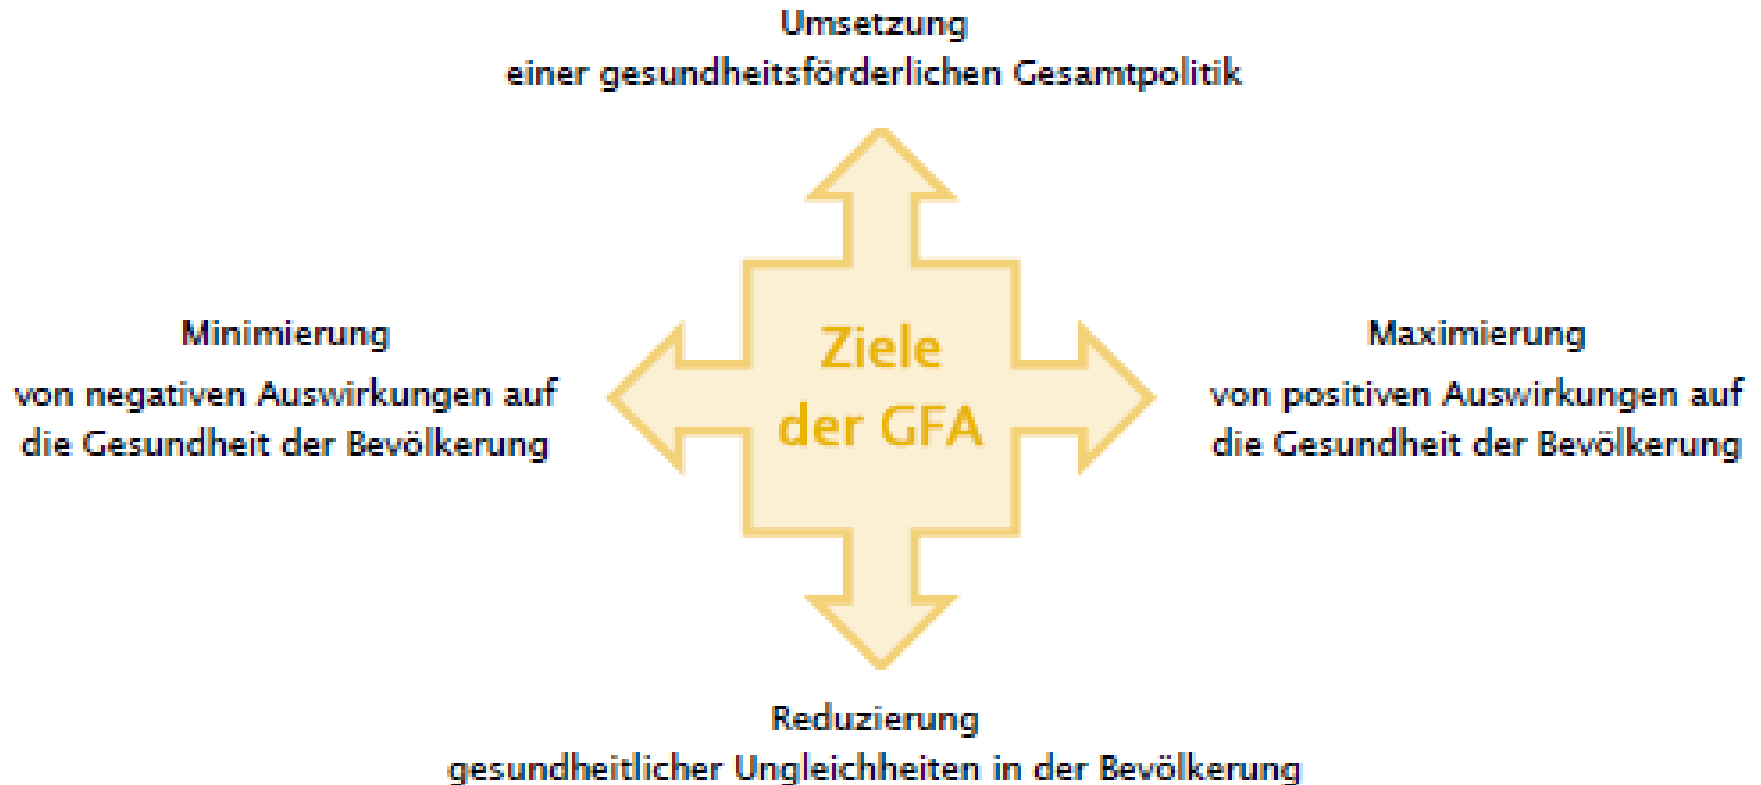 Umsetzung
einer gesundheitsförderlichen Gesamtpolitik
Minimierung
von negativen Auswirkungen auf
die Gesundheit der Bevölkerung
Ziele
der GFA
Maximierung
von positiven Auswirkungen auf
die Gesundheit der Bevölkerung
Reduzierung
gesundheitlicher Ungleichheiten in der Bevölkerung